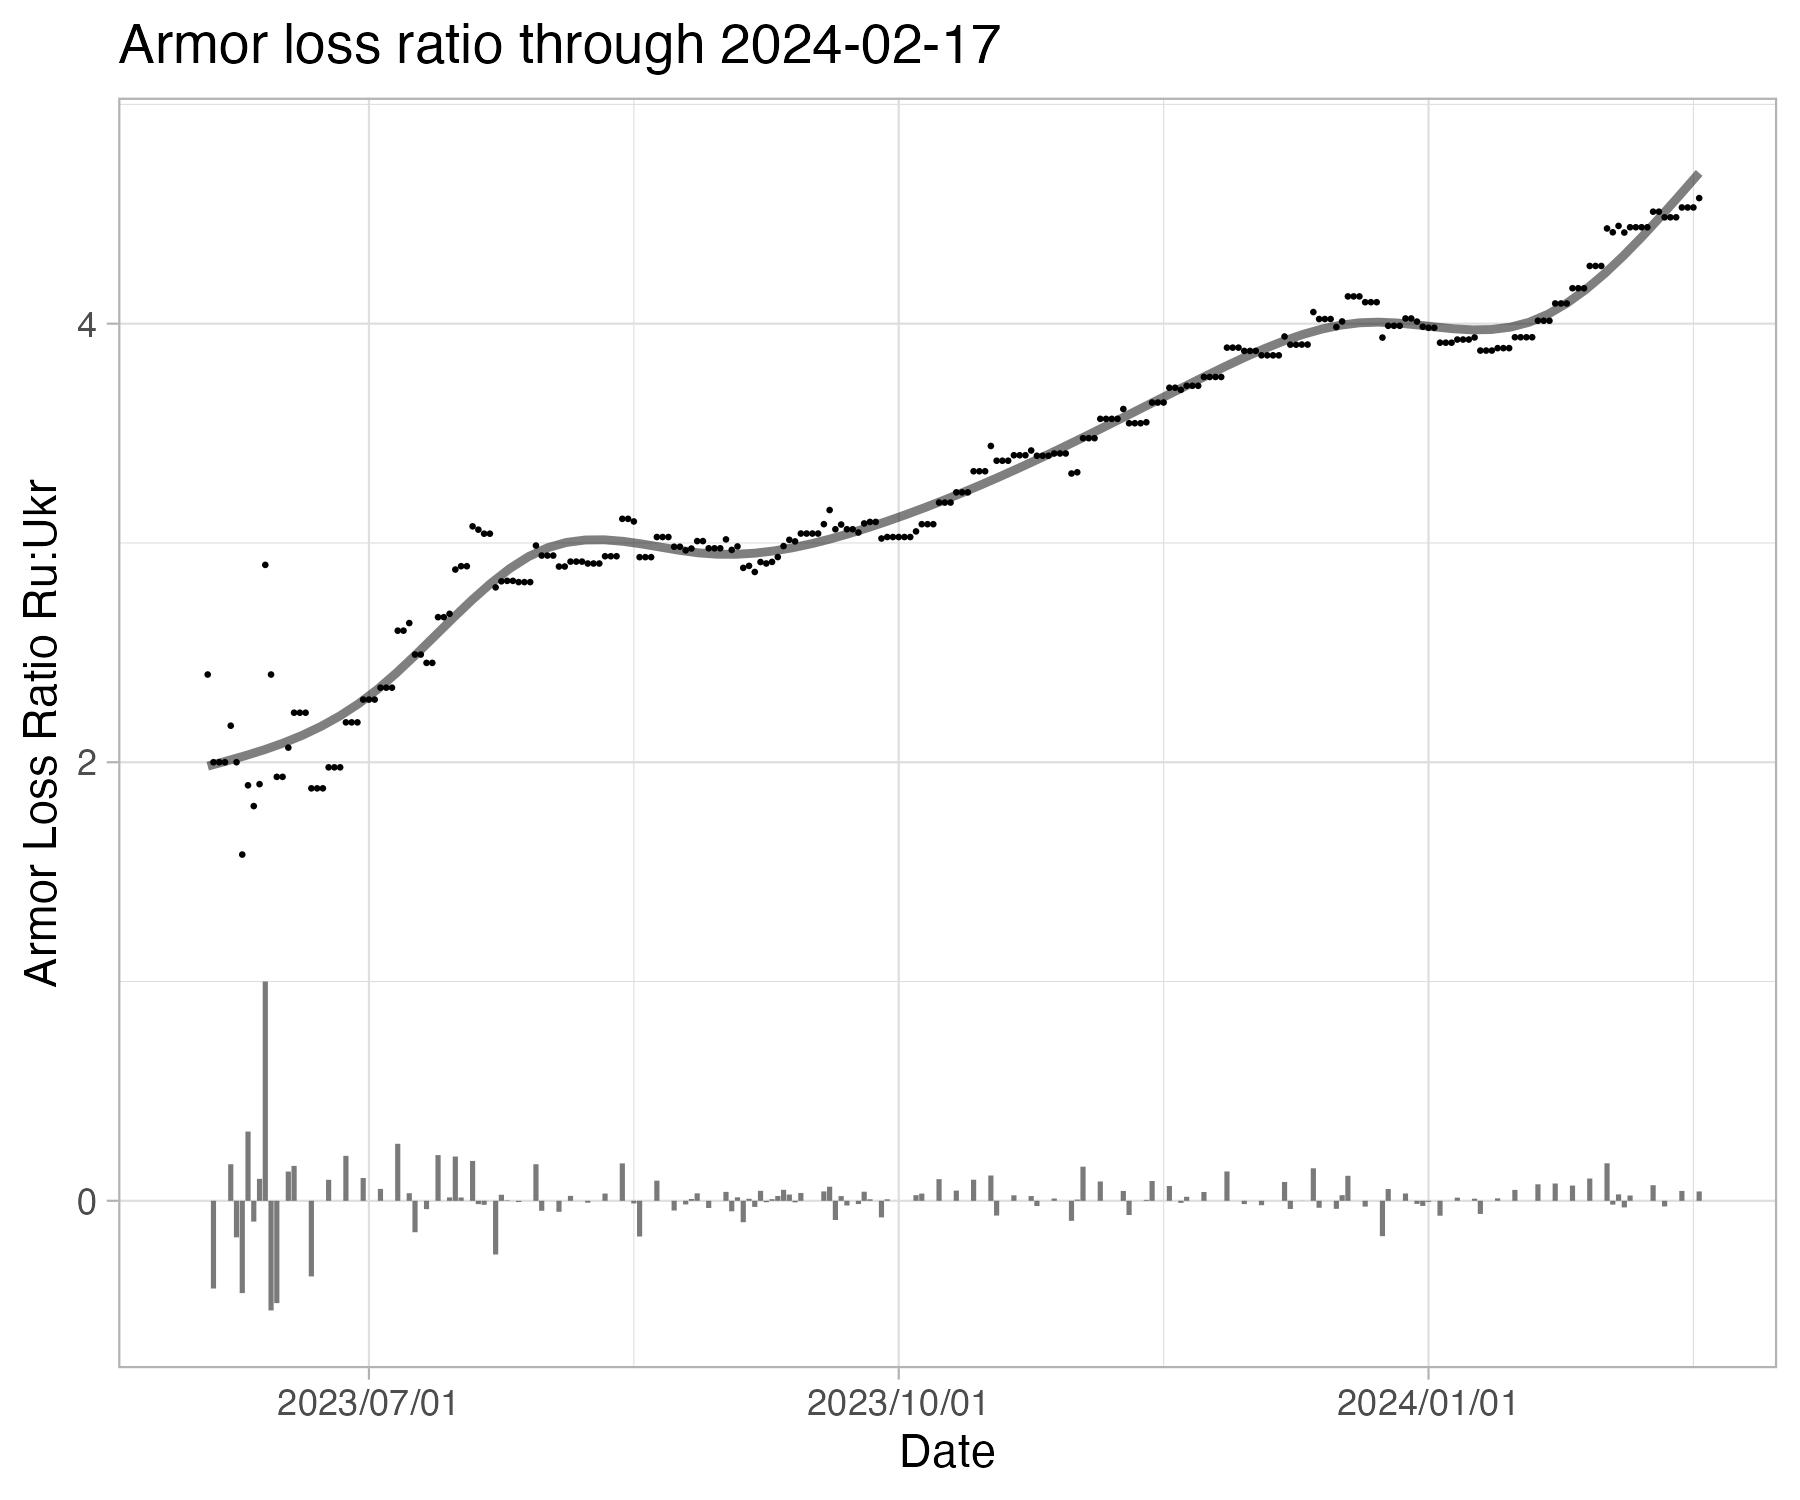 Armor loss ratio through 2024-02-17
Armor Loss Ratio Ru:Ukr
4
2
0
2023/07/01
2023/10/01
2024/01/01
Date